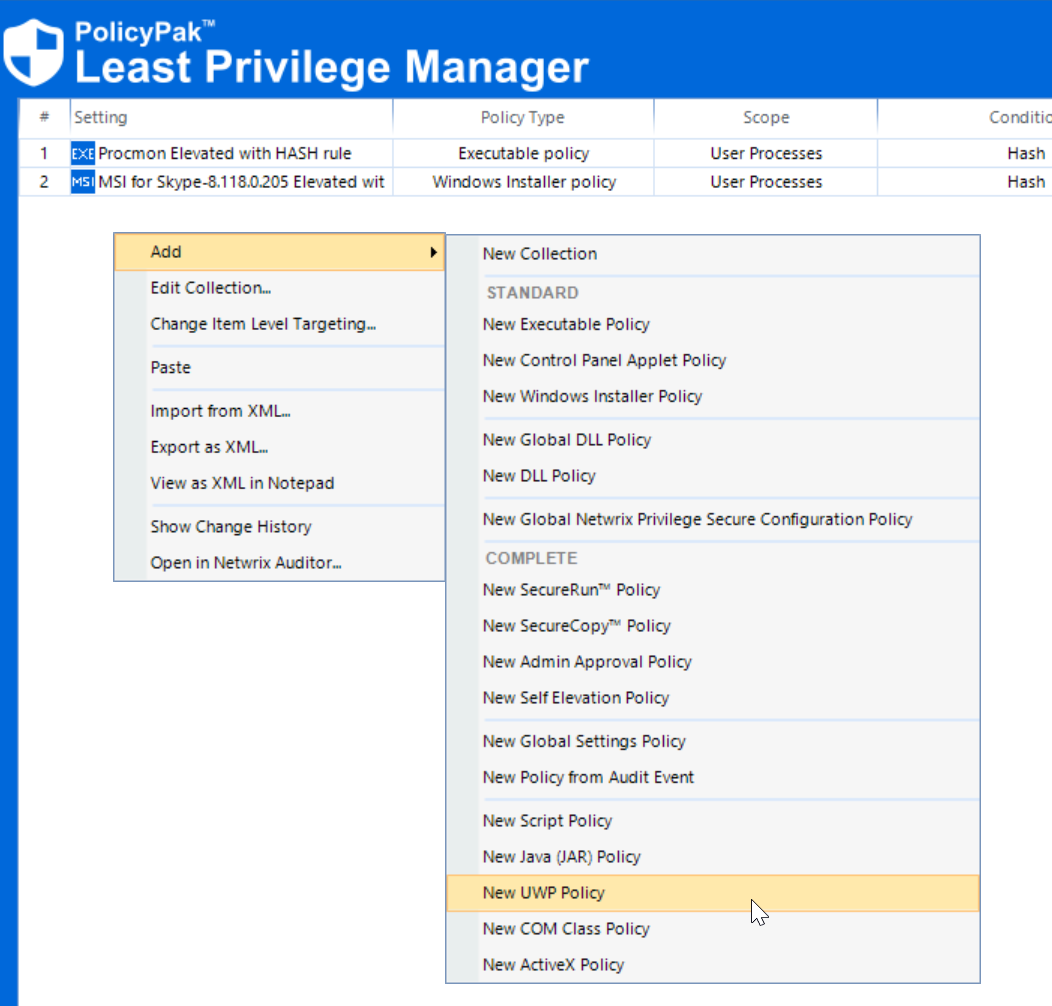 PolicyPak™
Least Privilege Manager
# Setting Policy Type Scope Conditio
1 EXE Procmon Elevated with HASH rule Executable policy User Processes Hash
2 MSI MSI for Skype-8.118.0.205 Elevated wit Windows Installer policy User Processes Hash
Add
Edit Collection...
Change Item Level Targeting...
Paste
Import from XML...
Export as XML...
View as XML in Notepad
Show Change History
Open in Netwrix Auditor...
New Collection
STANDARD
New Executable Policy
New Control Panel Applet Policy
New Windows Installer Policy
New Global DLL Policy
New DLL Policy
New Global Netwrix Privilege Secure Configuration Policy
COMPLETE
New SecureRun™ Policy
New SecureCopy™ Policy
New Admin Approval Policy
New Self Elevation Policy
New Global Settings Policy
New Policy from Audit Event
New Script Policy
New Java (JAR) Policy
New UWP Policy
New COM Class Policy
New ActiveX Policy